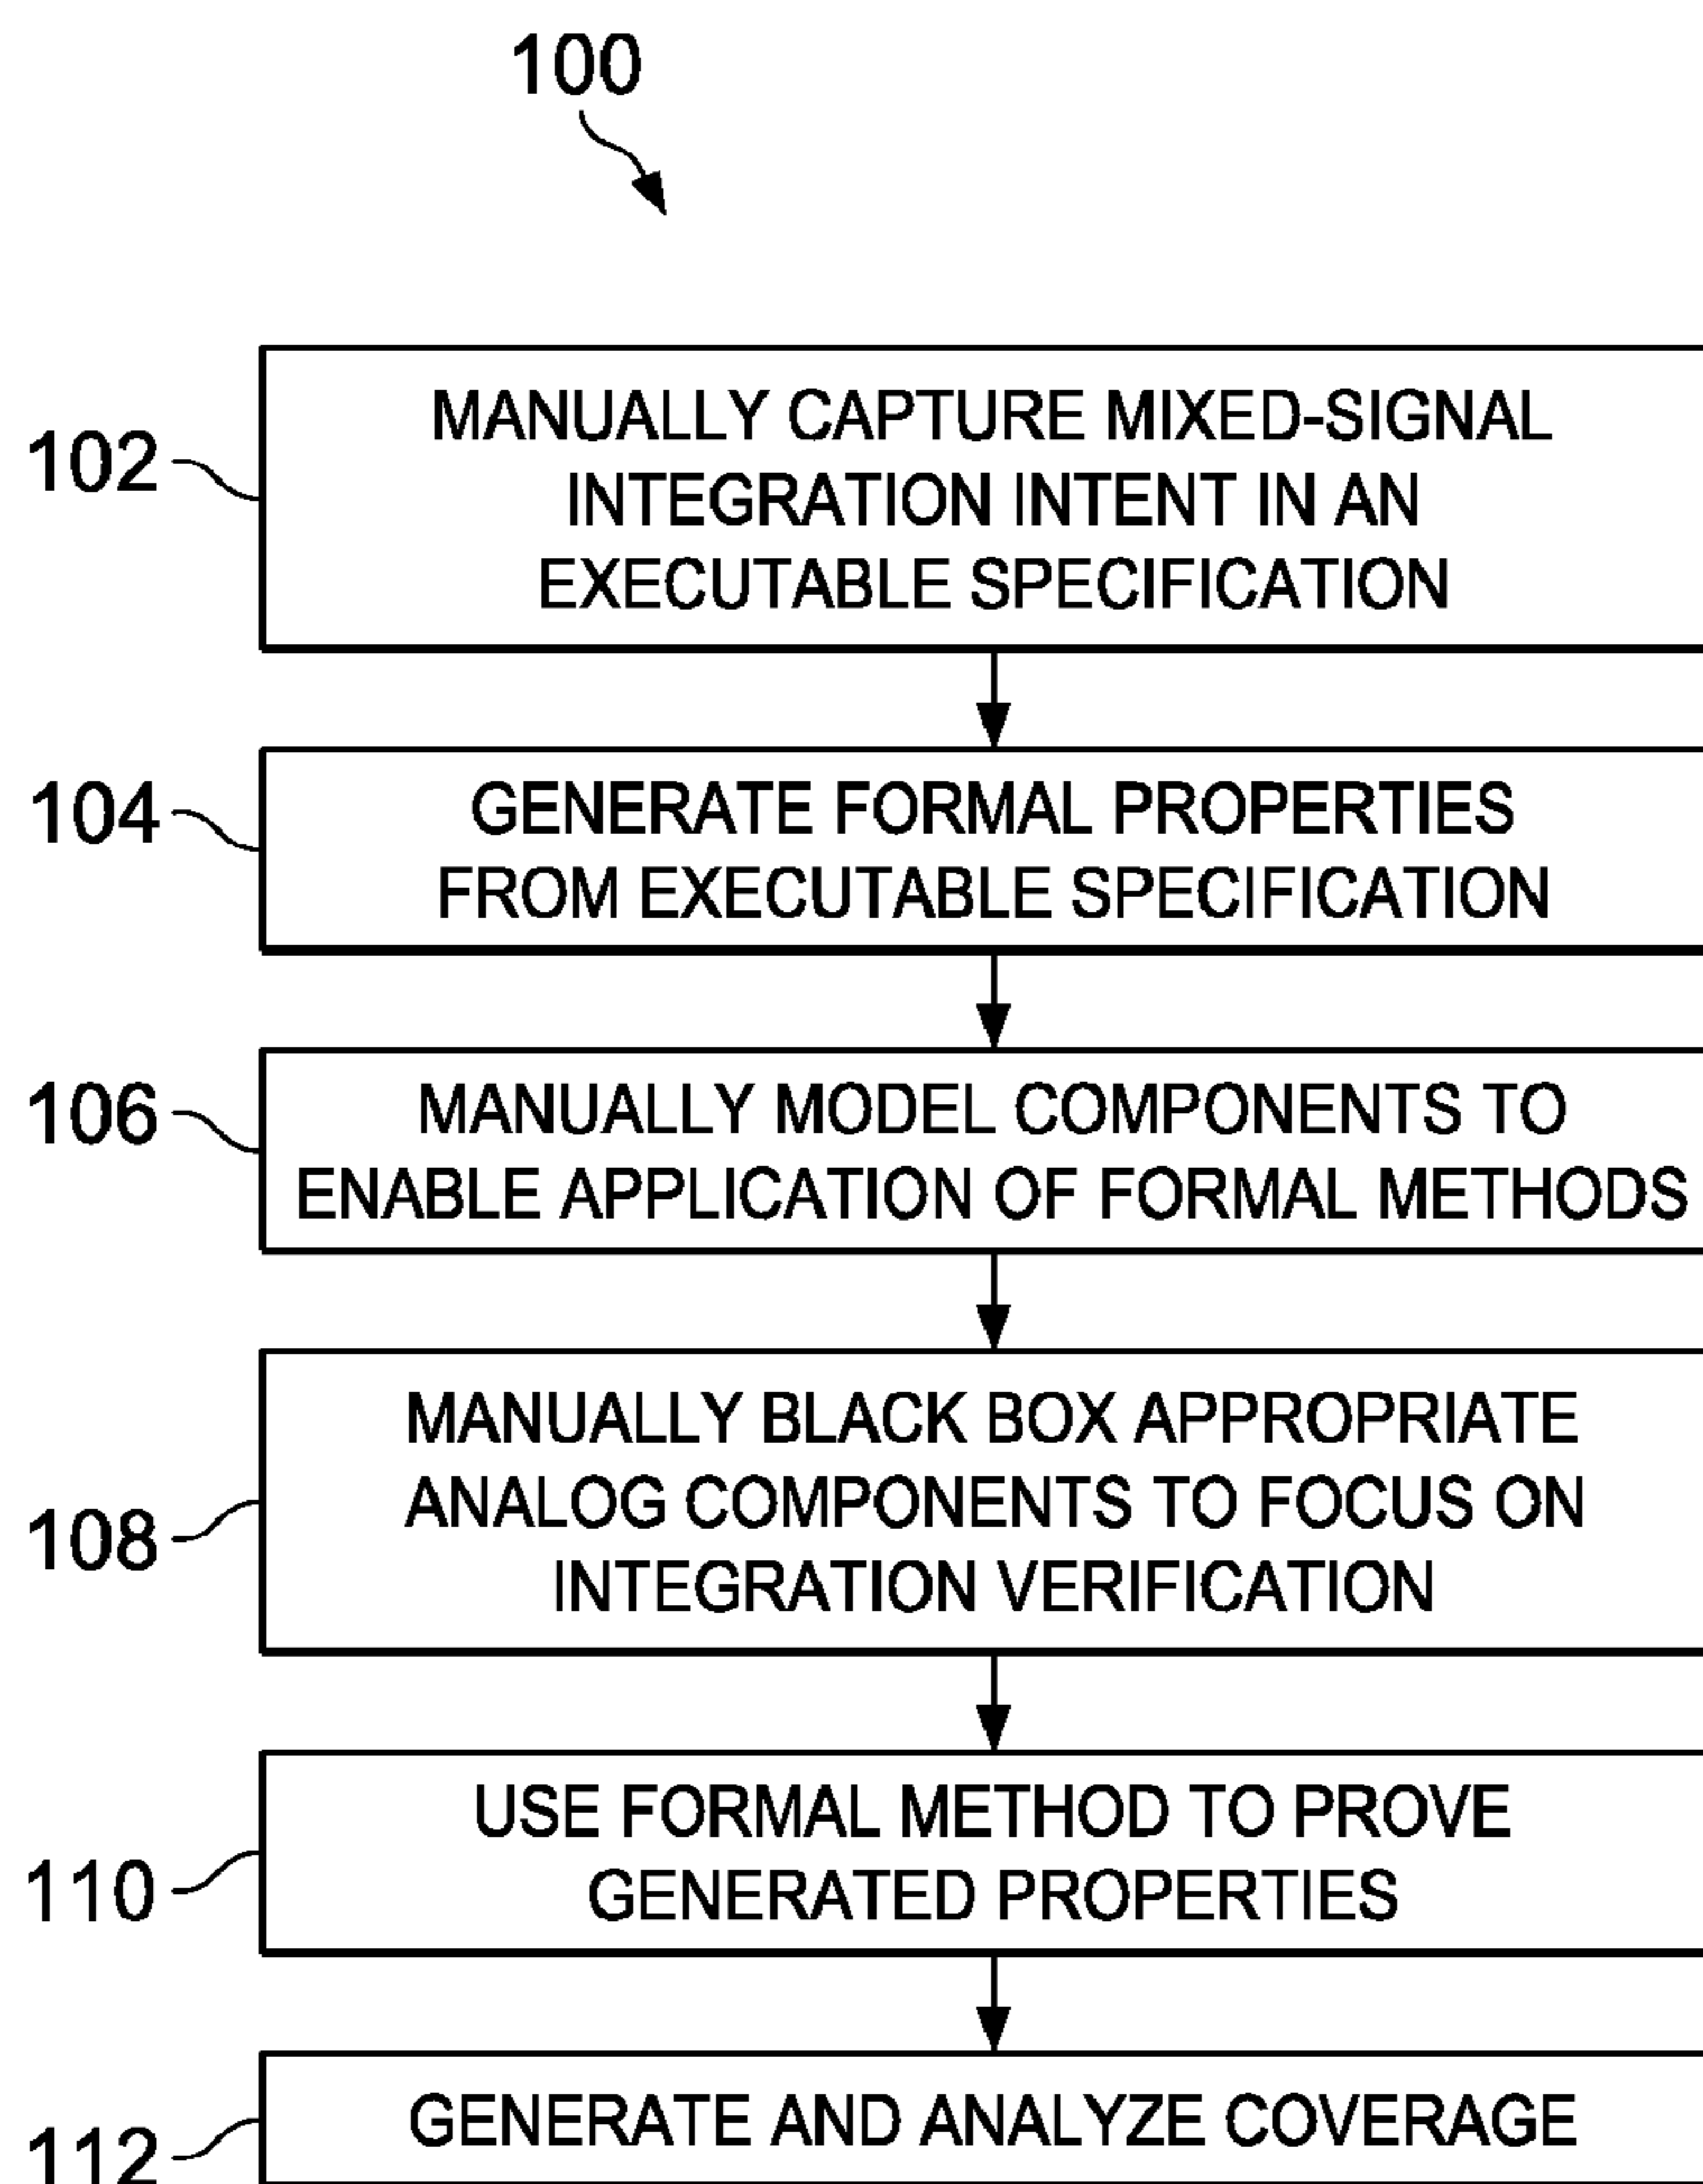 100
102
MANUALLY CAPTURE MIXED-SIGNAL
INTEGRATION INTENT IN AN
EXECUTABLE SPECIFICATION
104
GENERATE FORMAL PROPERTIES
FROM EXECUTABLE SPECIFICATION
106
MANUALLY MODEL COMPONENTS TO
ENABLE APPLICATION OF FORMAL METHODS
108
MANUALLY BLACK BOX APPROPRIATE
ANALOG COMPONENTS TO FOCUS ON
INTEGRATION VERIFICATION
110
USE FORMAL METHOD TO PROVE
GENERATED PROPERTIES
112
GENERATE AND ANALYZE COVERAGE